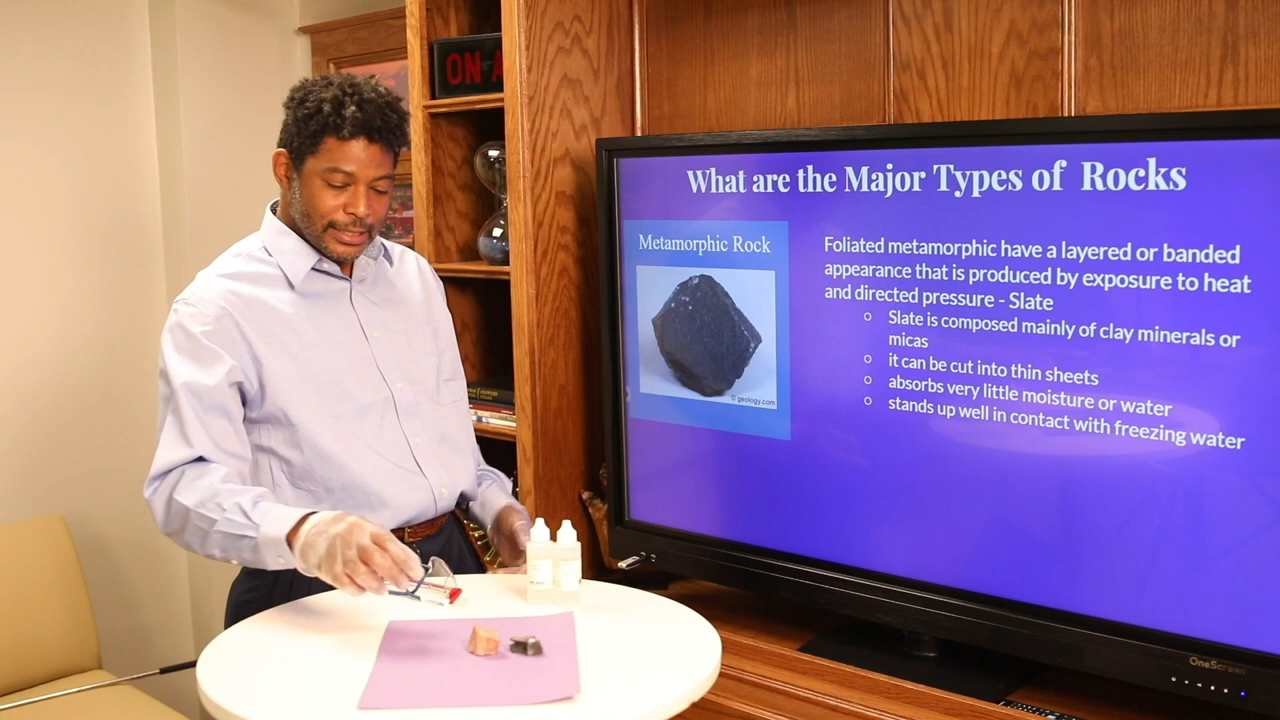 ON A
What are the Major Types of Rocks
Metamorphic Rock
© geology.com
Foliated metamorphic have a layered or banded
appearance that is produced by exposure to heat
and directed pressure - Slate
o Slate is composed mainly of clay minerals or
micas
o it can be cut into thin sheets
o absorbs very little moisture or water
o stands up well in contact with freezing water
OneScreen